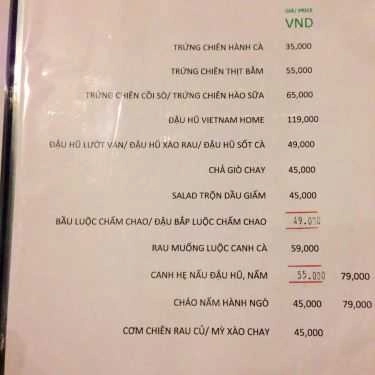 GIÁ/ PRICE
VND
TRỨNG CHIÊN HÀNH CÀ 35,000
TRỨNG CHIÊN THỊT BẰM 55,000
TRỨNG CHIÊN CỒI SÒ/ TRỨNG CHIÊN HÀO SỮA 65,000
ĐẬU HŨ VIETNAM HOME 119,000
ĐẬU HŨ LƯỚT VÁN/ ĐẬU HŨ XÀO RAU/ ĐẬU HŨ SỐT CÀ 49,000
CHẢ GIÒ CHAY 45,000
SALAD TRỘN DẦU GIẤM 45,000
BẦU LUỘC CHẤM CHAO/ ĐẬU BẮP LUỘC CHẤM CHAO 49.000
RAU MUỐNG LUỘC CANH CÀ 59,000
CANH HẸ NẤU ĐẬU HŨ, NẤM 55.000 79,000
CHÁO NẤM HÀNH NGÒ 45,000 79,000
CƠM CHIÊN RAU CỦ/ MỲ XÀO CHAY 45,000